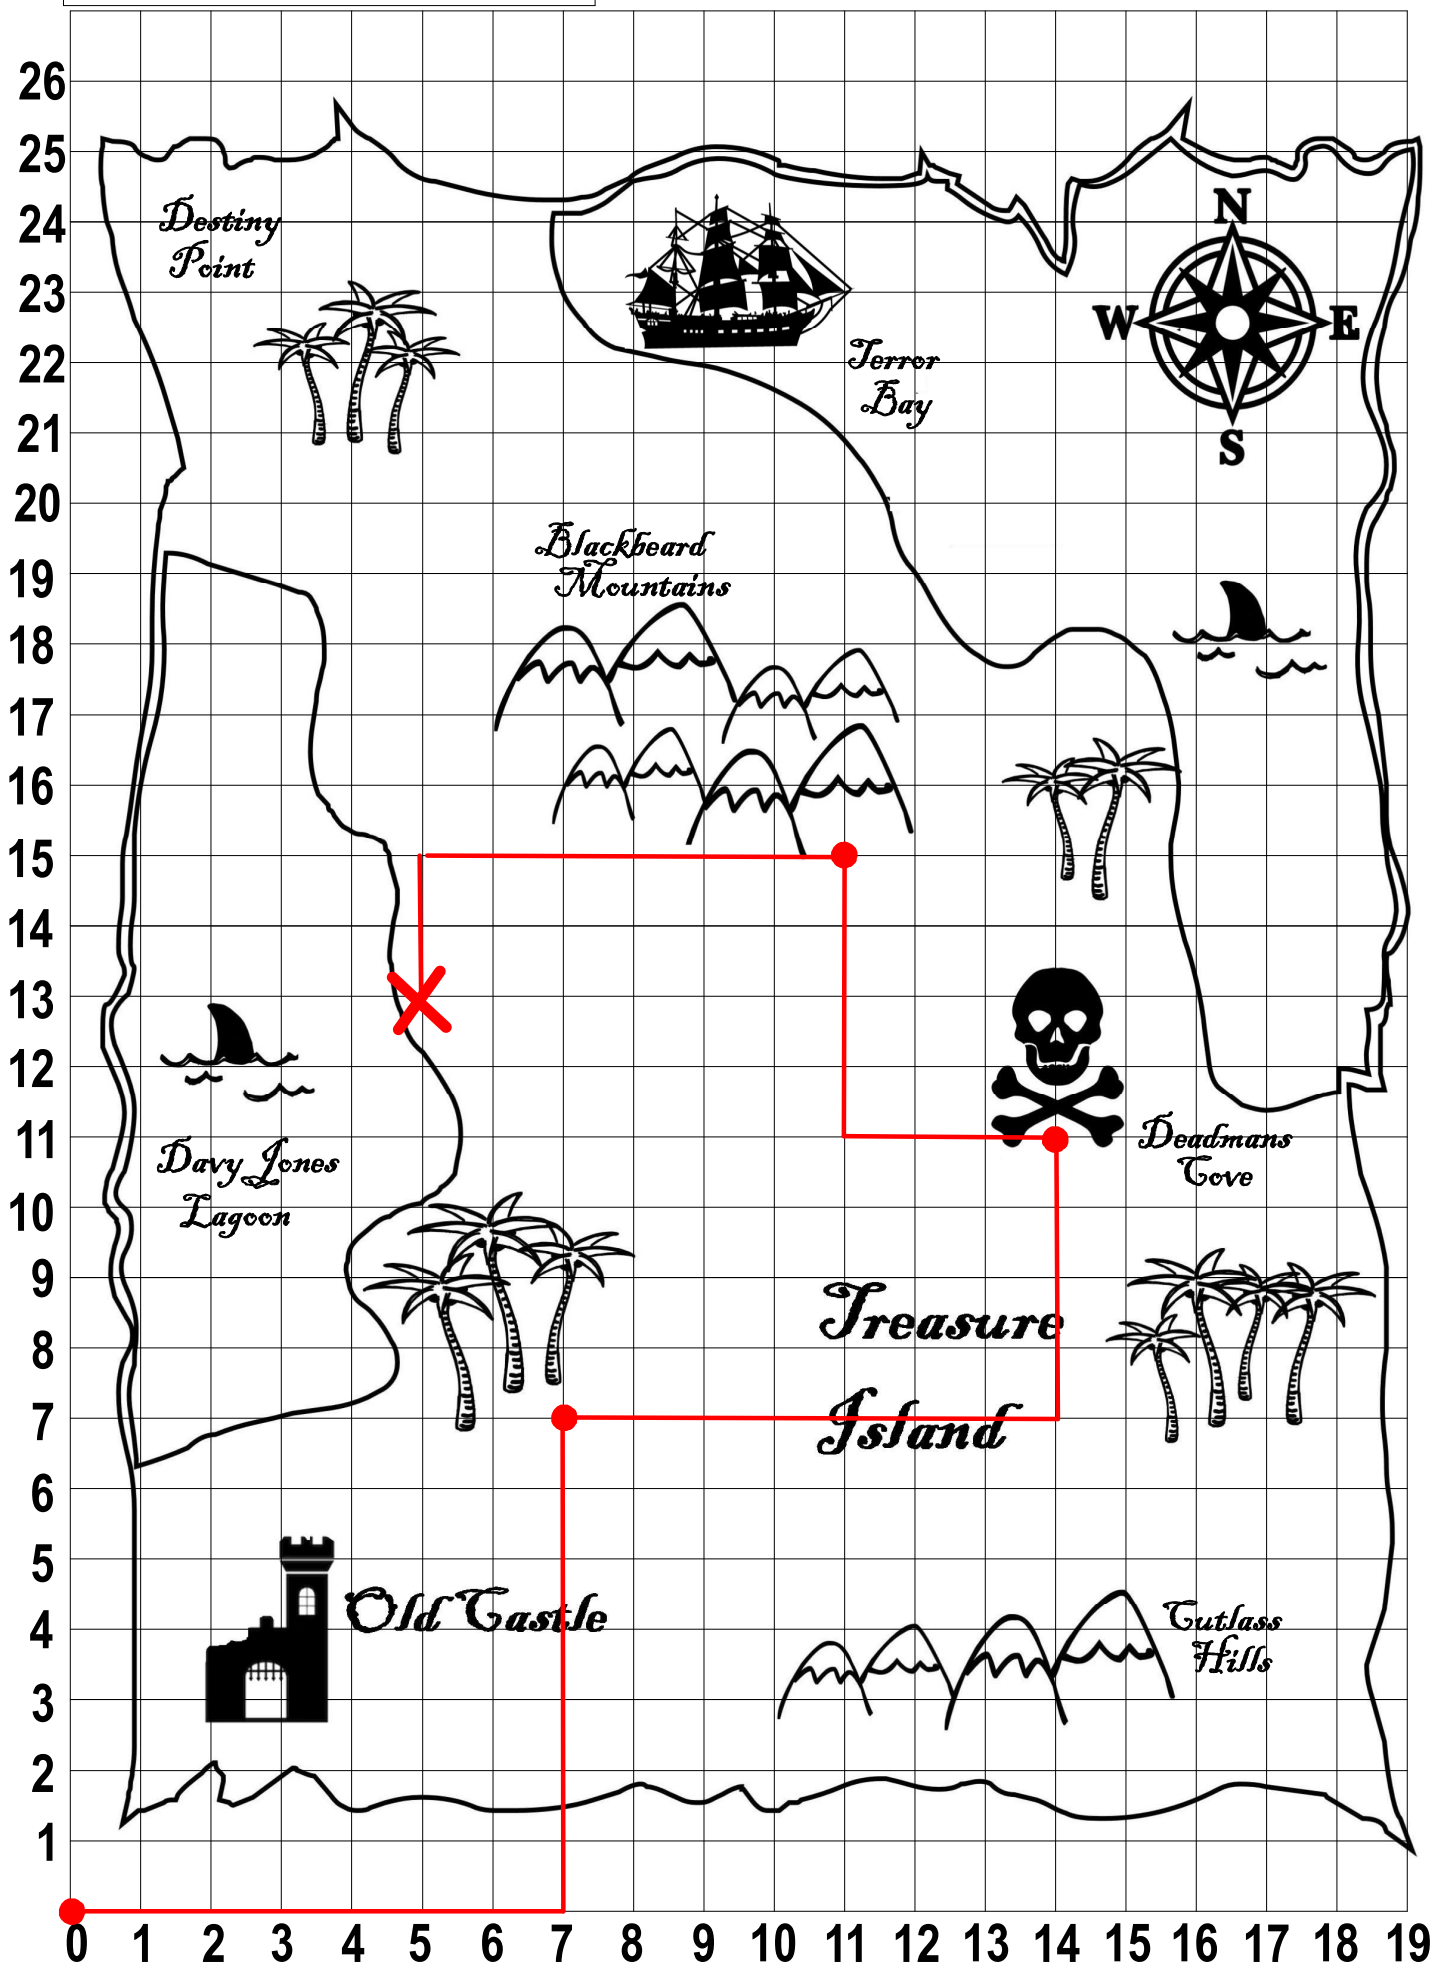 26
25
Destiny
24
N
Point
23
W
E
Terror
22
Bay
21
S
20
Blackbeard
19
Mountains
18
17
16
15
14
13
12
11
Deadmans
Davy Jones
Cove
10
Lagoon
9
Treasure
8
7
Island
6
5
Old Castle
4
Cutlass
Hills
3
2
1
0 1 2 3 4 5 6 7 8 9 10 11 12 13 14 15 16 17 18 19